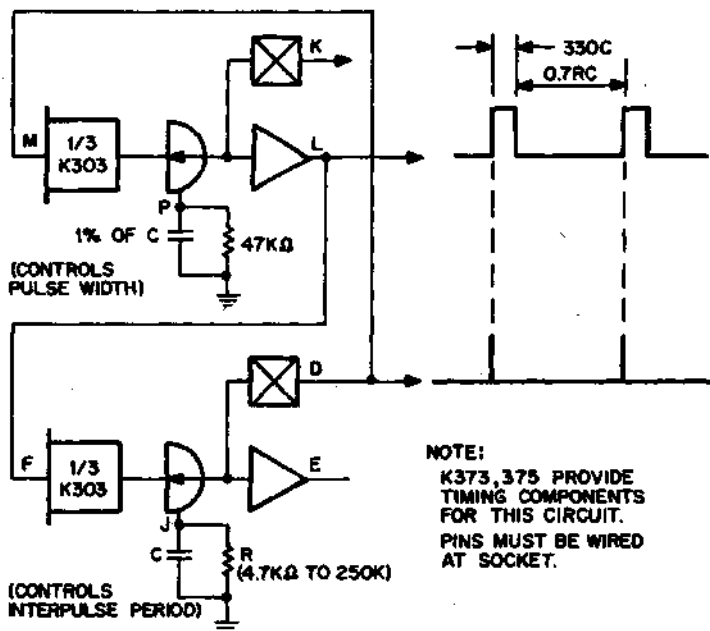 K
330C
0.7RC
M
1/3
K303
L
P
1% OF C
47KΩ
(CONTROLS
PULSE WIDTH)
D
F
1/3
K303
E
J
C
R
(4.7KΩ TO 250K)
(CONTROLS
INTERPULSE PERIOD)
NOTE:
K373,375 PROVIDE
TIMING COMPONENTS
FOR THIS CIRCUIT.
PINS MUST BE WIRED
AT SOCKET.